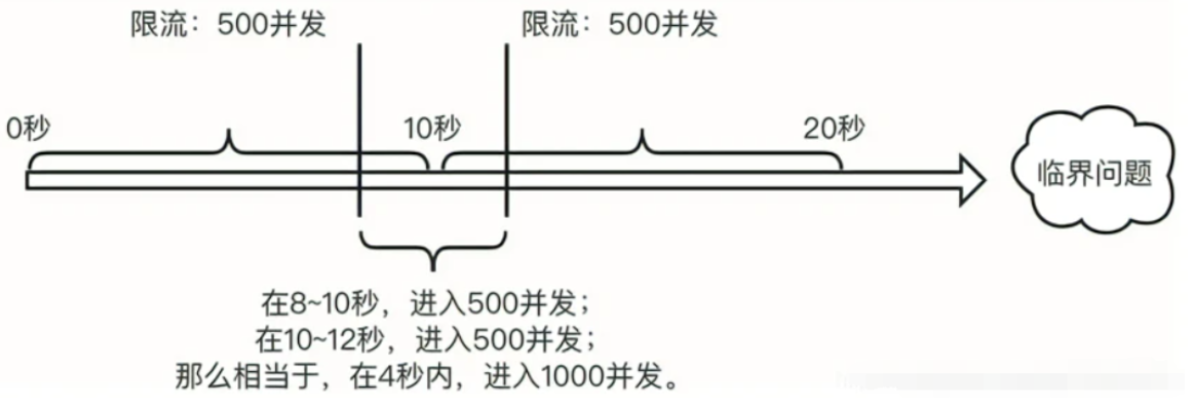 限流：500并发
限流：500并发
0秒
10秒
20秒
临界问题
在8~10秒，进入500并发；
在10~12秒，进入500并发；
那么相当于，在4秒内，进入1000并发。